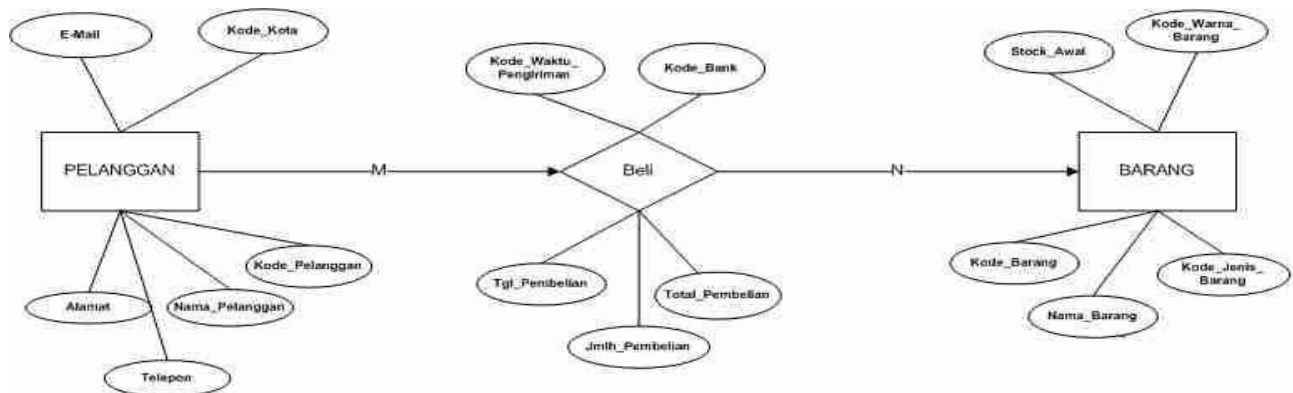 E-Mail
Kode_Kota
Kode_Waktu_
Pengiriman
Kode_Bank
Stock_Awal
Kode_Warna_
Barang
PELANGGAN
M
Beli
N
BARANG
Kode_Pelanggan
Alamat
Nama_Pelanggan
Telepon
Tgl_Pembelian
Total_Pembelian
Jmlh_Pembelian
Kode_Barang
Kode_Jenis_
Barang
Nama_Barang